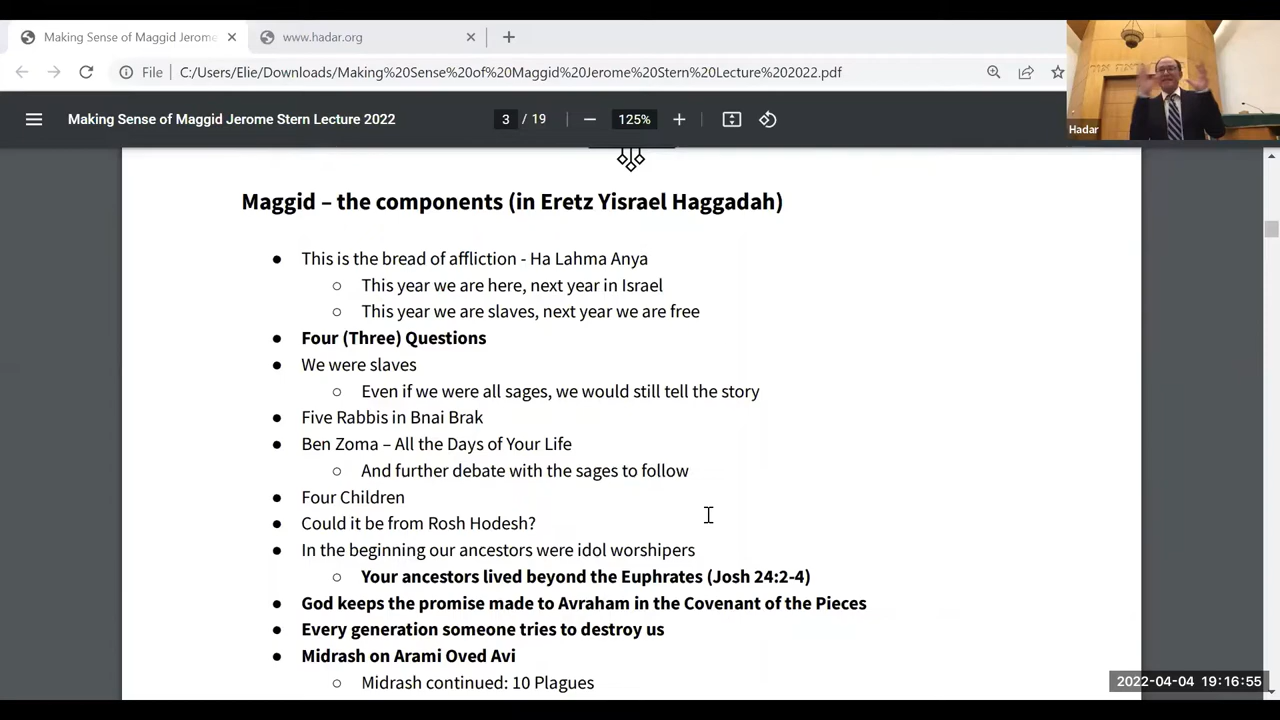 Making Sense of Maggid Jerome
www.hadar.org
File
C:/Users/Elie/Downloads/Making%20Sense%20of%20Maggid%20Jerome%20Stern%20Lecture%202022.pdf
Making Sense of Maggid Jerome Stern Lecture 2022
3 / 19
125%
Hadar
Maggid – the components (in Eretz Yisrael Haggadah)
● This is the bread of affliction - Ha Lahma Anya
○ This year we are here, next year in Israel
○ This year we are slaves, next year we are free
● Four (Three) Questions
● We were slaves
○ Even if we were all sages, we would still tell the story
● Five Rabbis in Bnai Brak
● Ben Zoma – All the Days of Your Life
○ And further debate with the sages to follow
● Four Children
● Could it be from Rosh Hodesh?
● In the beginning our ancestors were idol worshipers
○ Your ancestors lived beyond the Euphrates (Josh 24:2-4)
● God keeps the promise made to Avraham in the Covenant of the Pieces
● Every generation someone tries to destroy us
● Midrash on Arami Oved Avi
○ Midrash continued: 10 Plagues
2022-04-04 19:16:55